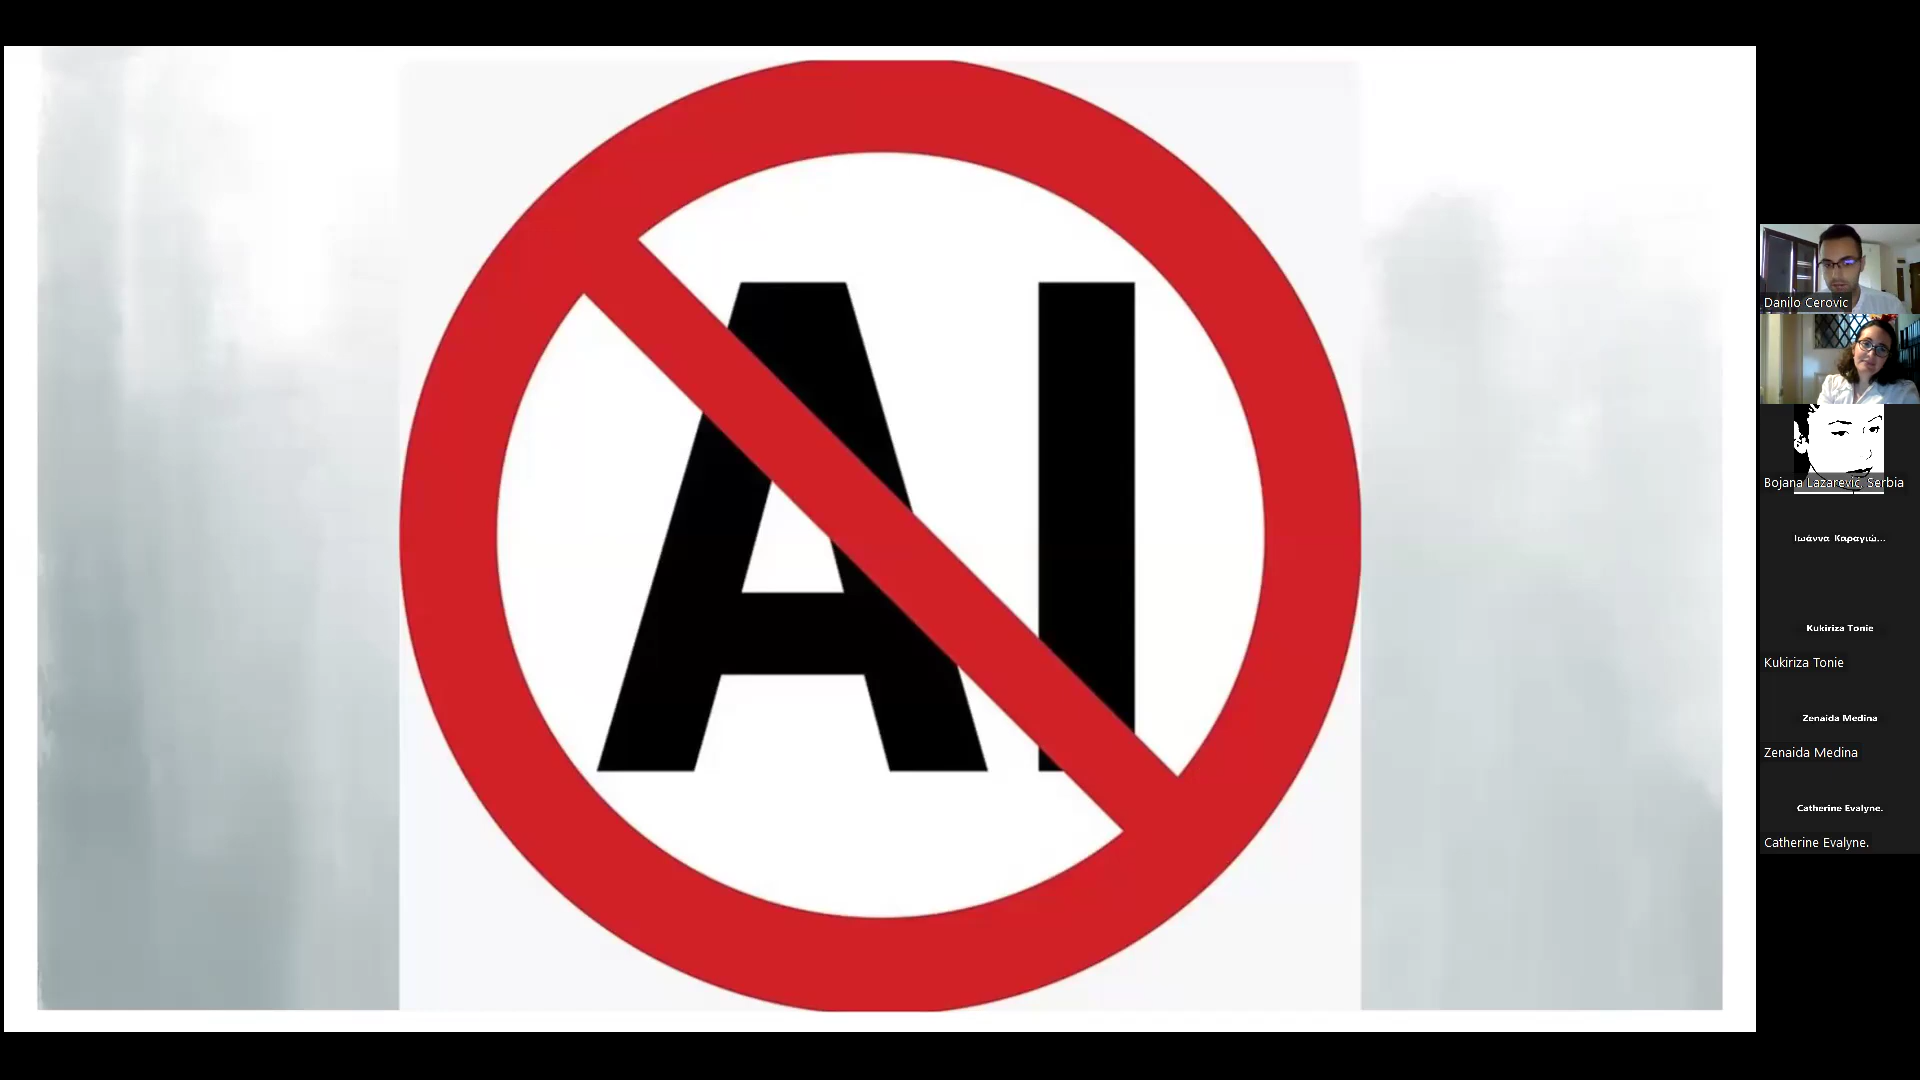 AI
Danilo Cerovic
Bojana Lazarević, Serbia
Ιωάννα Καραγιώ...
Kukiriza Tonie
Kukiriza Tonie
Zenaida Medina
Zenaida Medina
Catherine Evalyne.
Catherine Evalyne.